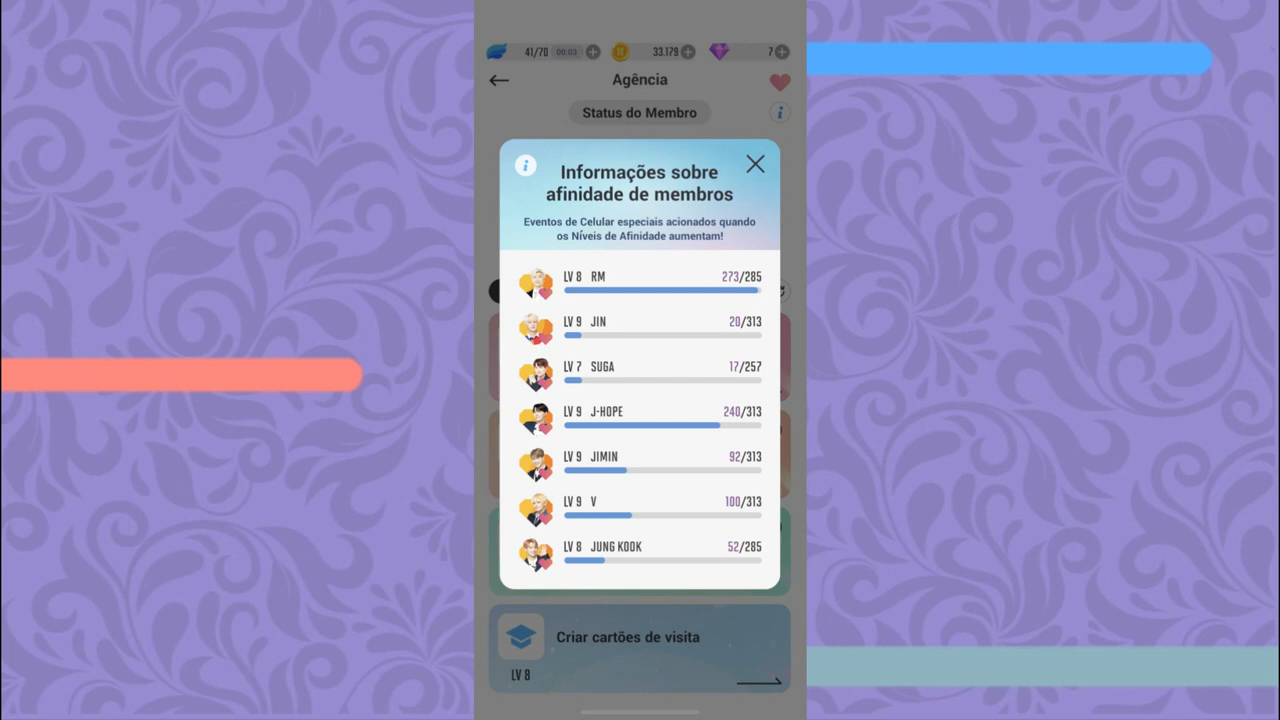 41/70 00:03 33.179 7
Agência
Status do Membro
Informações sobre
afinidade de membros
Eventos de Celular especiais acionados quando
os Níveis de Afinidade aumentam!
LV 8 RM 273/285
LV 9 JIN 20/313
LV 7 SUGA 17/257
LV 9 J-HOPE 240/313
LV 9 JIMIN 92/313
LV 9 V 100/313
LV 8 JUNG KOOK 52/285
Criar cartões de visita
LV 8